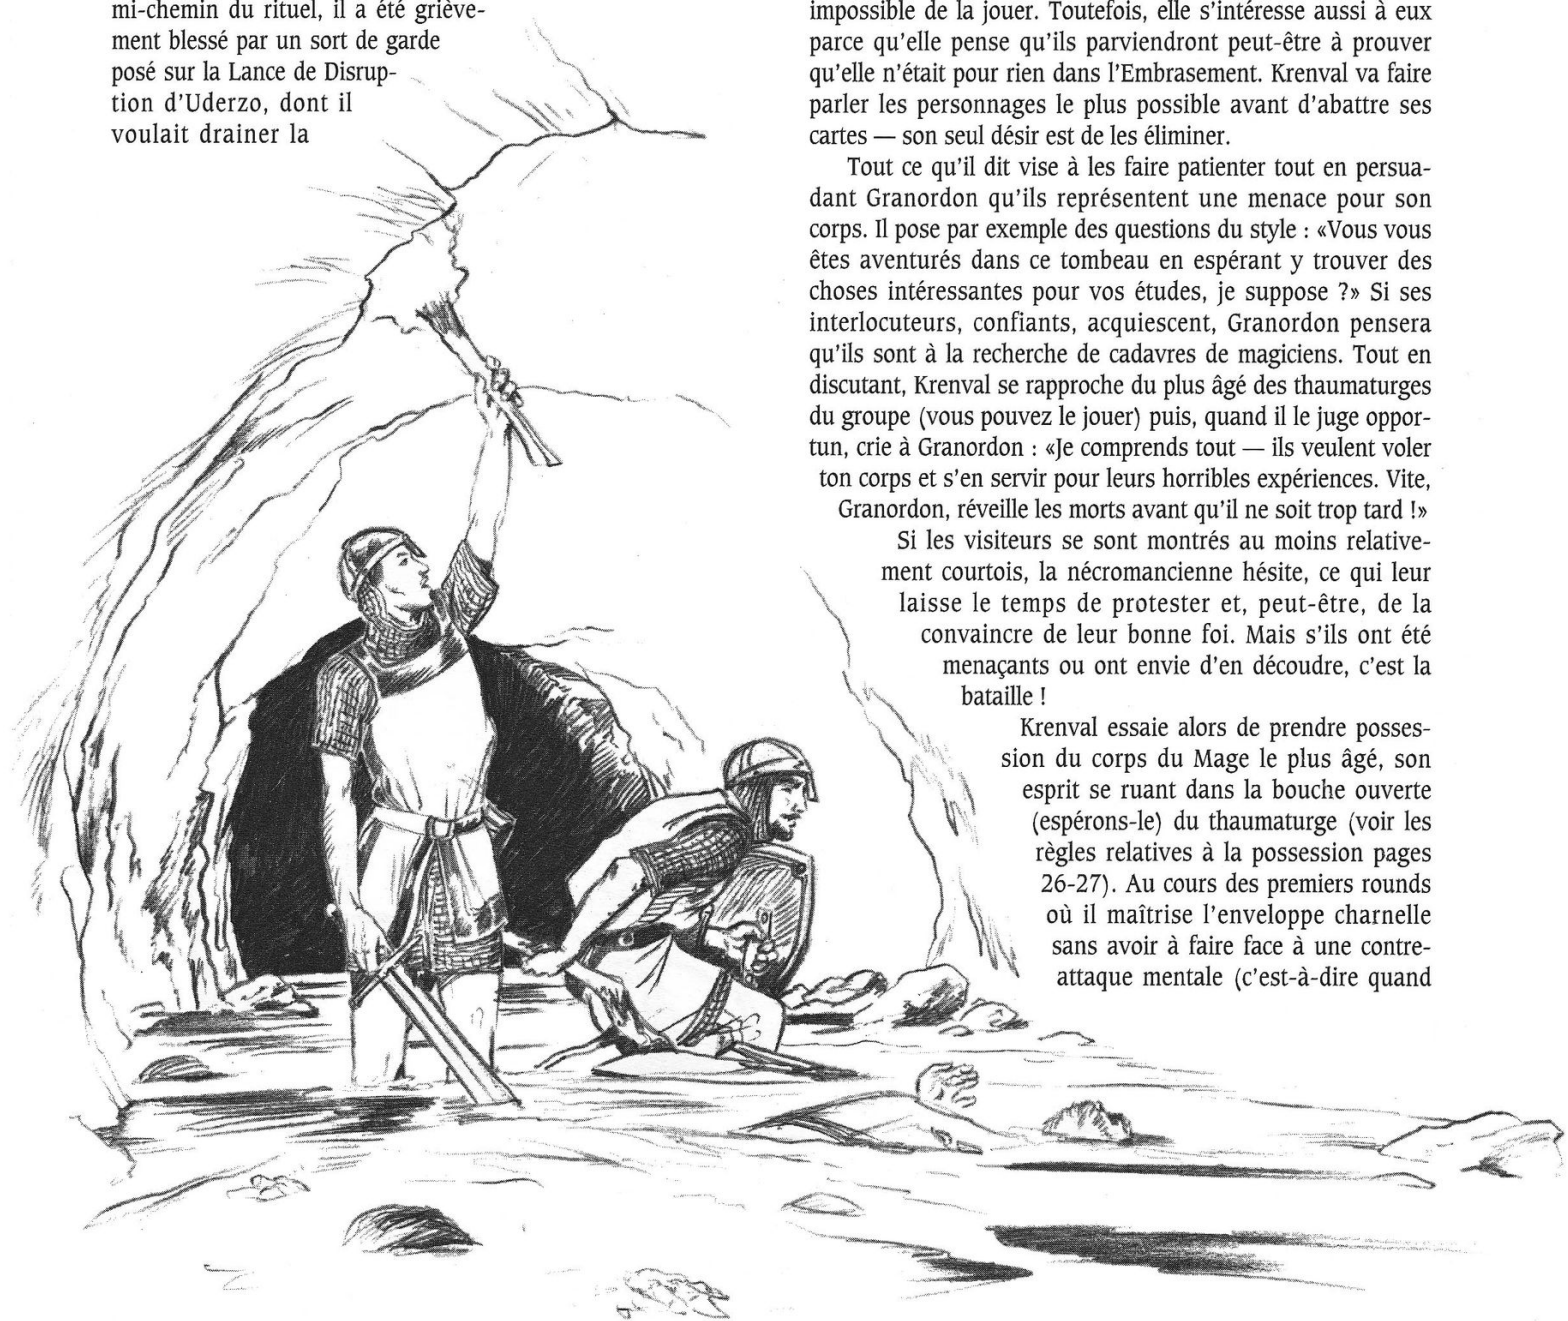 mi-chemin du rituel, il a été griève-
ment blessé par un sort de garde
posé sur la Lance de Disrup-
tion d'Uderzo, dont il
voulait drainer la
impossible de la jouer. Toutefois, elle s'intéresse aussi à eux
parce qu'elle pense qu'ils parviendront peut-être à prouver
qu'elle n'était pour rien dans l'Embrasement. Krenval va faire
parler les personnages le plus possible avant d'abattre ses
cartes — son seul désir est de les éliminer.
Tout ce qu'il dit vise à les faire patienter tout en persua-
dant Granordon qu'ils représentent une menace pour son
corps. Il pose par exemple des questions du style : «Vous vous
êtes aventurés dans ce tombeau en espérant y trouver des
choses intéressantes pour vos études, je suppose ?» Si ses
interlocuteurs, confiants, acquiescent, Granordon pensera
qu'ils sont à la recherche de cadavres de magiciens. Tout en
discutant, Krenval se rapproche du plus âgé des thaumaturges
du groupe (vous pouvez le jouer) puis, quand il le juge oppor-
tun, crie à Granordon : «Je comprends tout — ils veulent voler
ton corps et s'en servir pour leurs horribles expériences. Vite,
Granordon, réveille les morts avant qu'il ne soit trop tard !»
Si les visiteurs se sont montrés au moins relative-
ment courtois, la nécromancienne hésite, ce qui leur
laisse le temps de protester et, peut-être, de la
convaincre de leur bonne foi. Mais s'ils ont été
menaçants ou ont envie d'en découdre, c'est la
bataille !
Krenval essaie alors de prendre posses-
sion du corps du Mage le plus âgé, son
esprit se ruant dans la bouche ouverte
(espérons-le) du thaumaturge (voir les
règles relatives à la possession pages
26-27). Au cours des premiers rounds
où il maîtrise l'enveloppe charnelle
sans avoir à faire face à une contre-
attaque mentale (c'est-à-dire quand